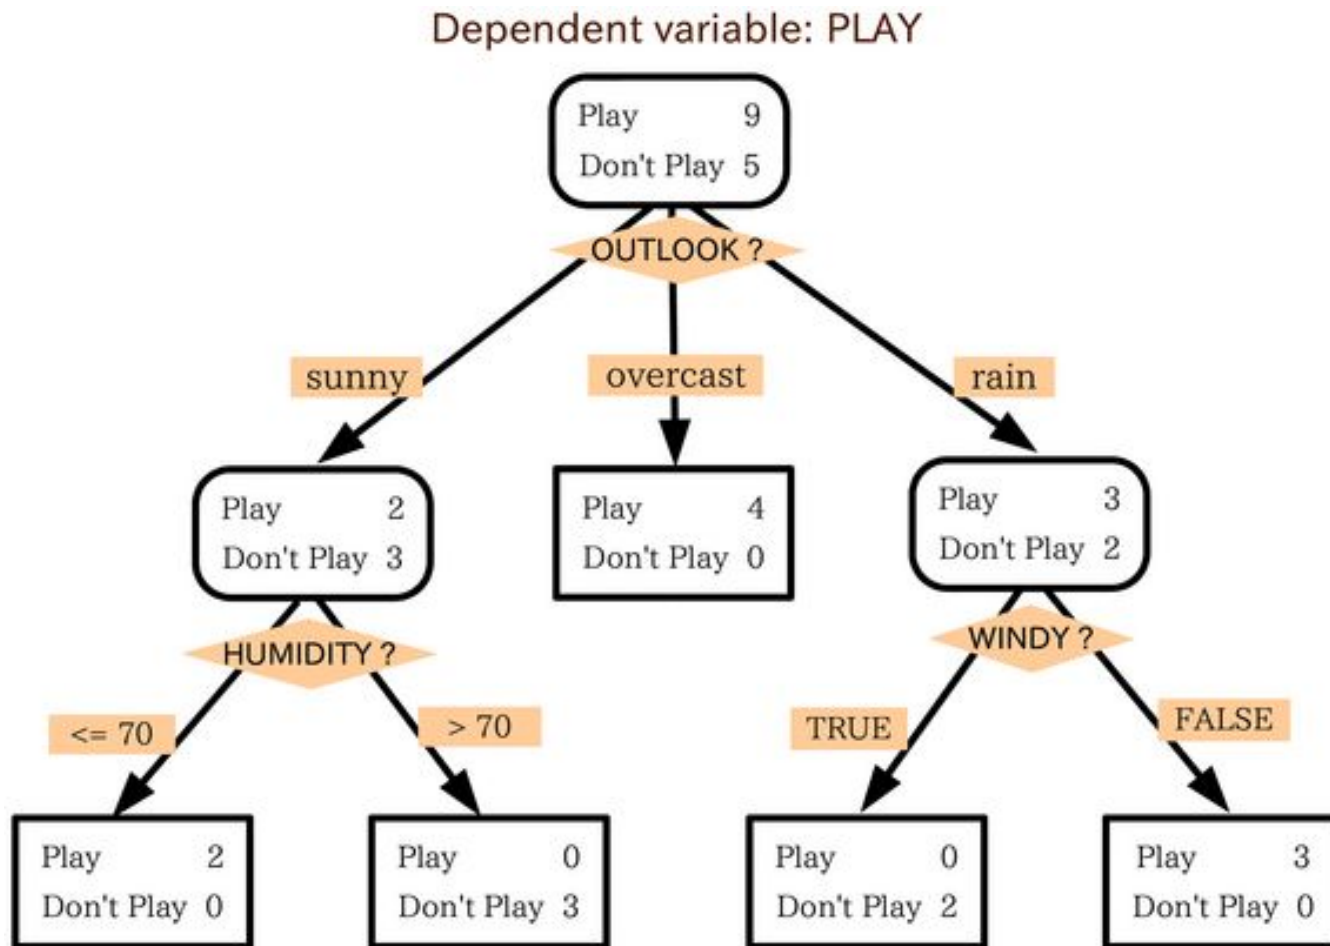 Dependent variable: PLAY
Play 9
Don't Play 5
OUTLOOK ?
sunny
overcast
rain
Play 2
Don't Play 3
Play 4
Don't Play 0
Play 3
Don't Play 2
HUMIDITY ?
WINDY ?
<= 70
> 70
TRUE
FALSE
Play 2
Don't Play 0
Play 0
Don't Play 3
Play 0
Don't Play 2
Play 3
Don't Play 0